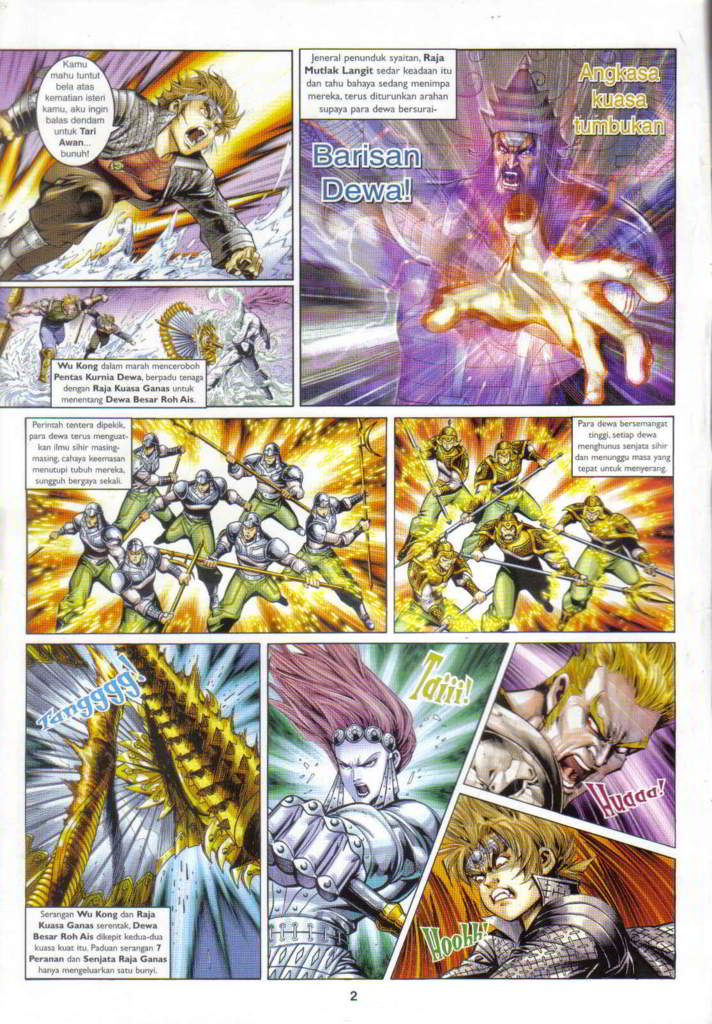 Kamu
mahu tuntut
bela atas
kematian isteri
kamu, aku ingin
balas dendam
untuk Tari
Awan...
bunuh!
Jeneral penunduk syaitan, Raja
Mutlak Langit sedar keadaan itu
dan tahu bahaya sedang menimpa
mereka, terus diturunkan arahan
supaya para dewa bersurai-
Angkasa
kuasa
tumbukan
Barisan
Dewa!
Wu Kong dalam marah menceroboh
Pentas Kurnia Dewa, berpadu tenaga
dengan Raja Kuasa Ganas untuk
menentang Dewa Besar Roh Ais.
Perintah tentera dipekik,
para dewa terus menguat-
kan ilmu sihir masing-
masing, cahaya keemasan
menutupi tubuh mereka,
sungguh bergaya sekali.
Para dewa bersemangat
tinggi, setiap dewa
menghunus senjata sihir
dan menunggu masa yang
tepat untuk menyerang.
Tangggg!
Serangan Wu Kong dan Raja
Kuasa Ganas serentak, Dewa
Besar Roh Ais dikepit kedua-dua
kuasa kuat itu. Paduan serangan 7
Peranan dan Senjata Raja Ganas
hanya mengeluarkan satu bunyi.
Taiii!
Huaaa!
Hoohh!
2